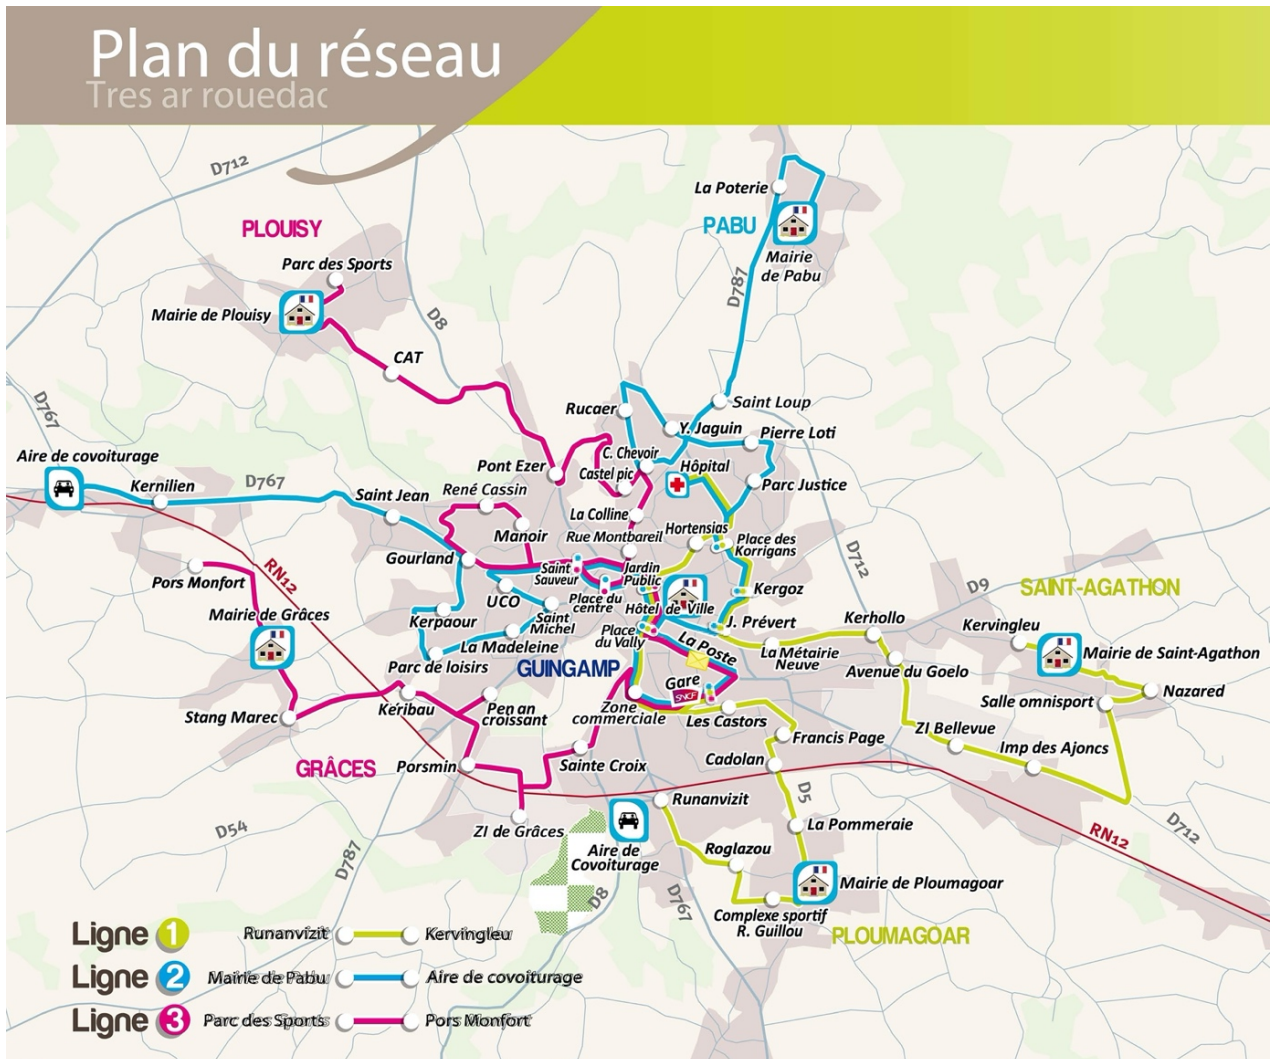 Plan du réseau
Tres ar rouedad
D712
PLOUISY
Parc des Sports
Mairie de Plouisy
CAT
D8
La Poterie
PABU
Mairie
de Pabu
D787
D767
Aire de covoiturage
Kernilien
D767
Saint Jean
Gourland
Pont Ezer
René Cassin
Manoir
Rucaer
Saint Loup
Y. Jaguin
Pierre Loti
C. Chevoir
Castel pic
Hôpital
Parc Justice
La Colline
Rue Montbareil
Hortensias
Place des
Korrigans
D712
Saint
Sauveur
Jardin
Public
Place du
centre
Hôtel de Ville
Kergoz
UCO
Saint
Michel
Kerpaour
La Madeleine
Parc de loisirs
GUINGAMP
Place
du Vally
La Poste
J. Prévert
Gare
SNCF
Zone
commerciale
Les Castors
La Métairie
Neuve
Kerhollo
Avenue du Goelo
D9
SAINT-AGATHON
Kervingleu
Mairie de Saint-Agathon
Nazared
Salle omnisport
ZI Bellevue
Imp des Ajoncs
RN12
Pors Monfort
Mairie de Grâces
Stang Marec
Keribau
Pen an
croissant
GRÂCES
Porsmin
Sainte Croix
ZI de Grâces
Francis Page
Cadolan
D5
Runanvizit
La Pommeraie
Roglazou
Mairie de Ploumagoar
Complexe sportif
R. Guillou
PLOUMAGOAR
Aire de
Covoiturage
D54
D787
D8
D767
RN12
D712
Ligne 1 Runanvizit Kervingleu
Ligne 2 Mairie de Pabu Aire de covoiturage
Ligne 3 Parc des Sports Pors Monfort